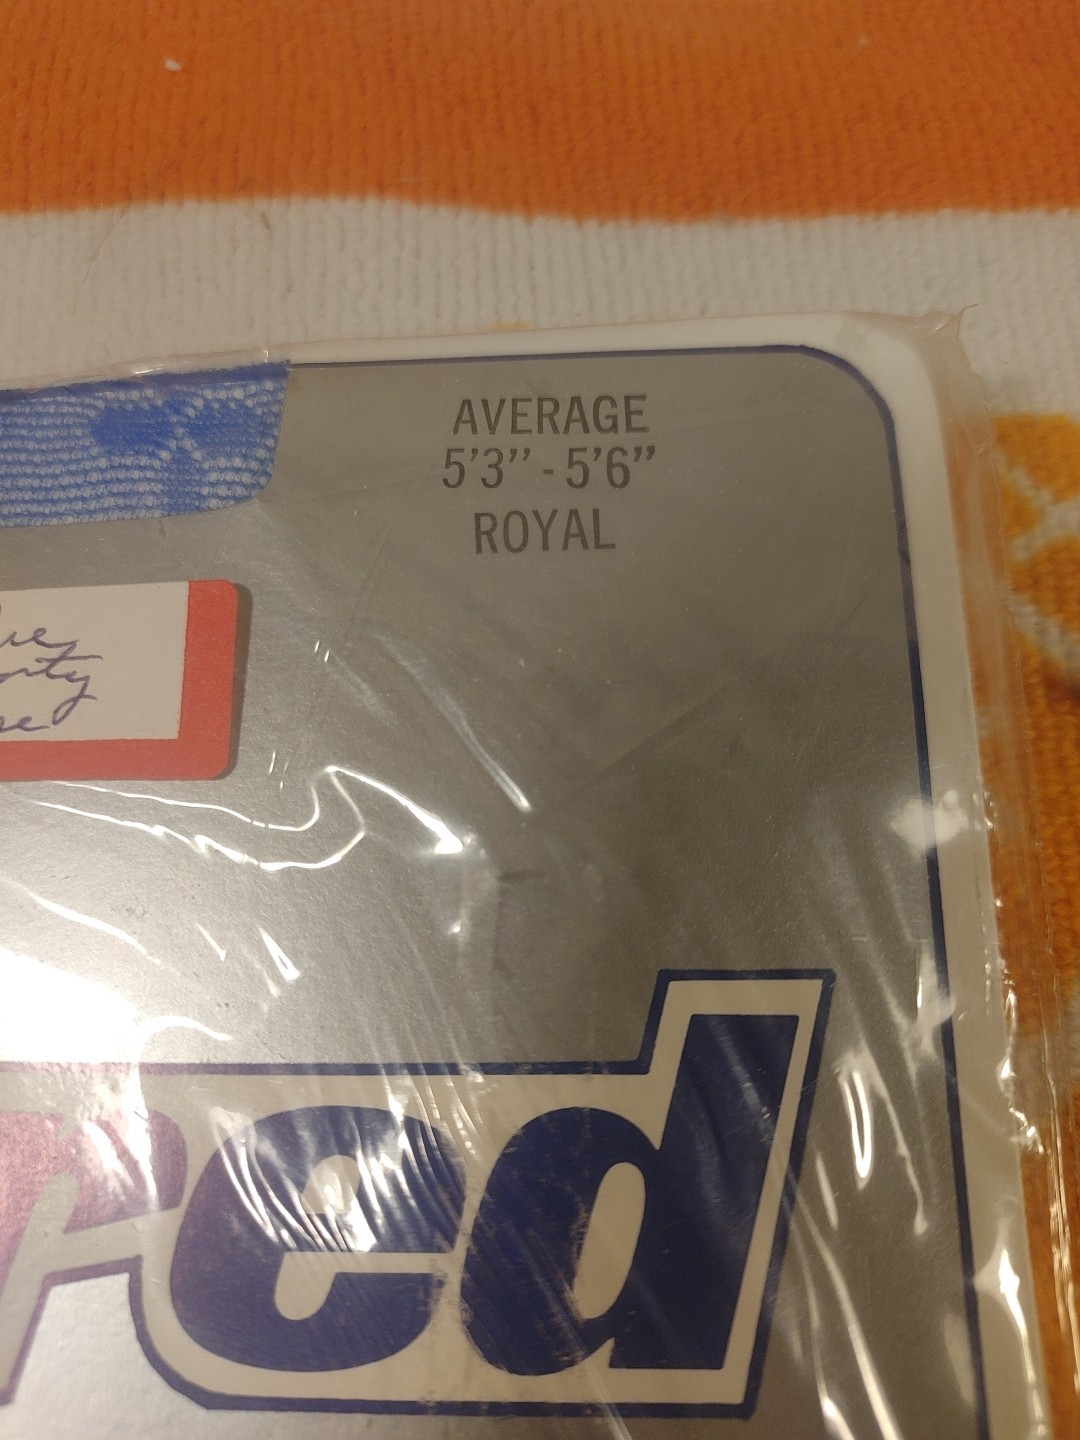 AVERAGE
5'3" - 5'6"
ROYAL
red